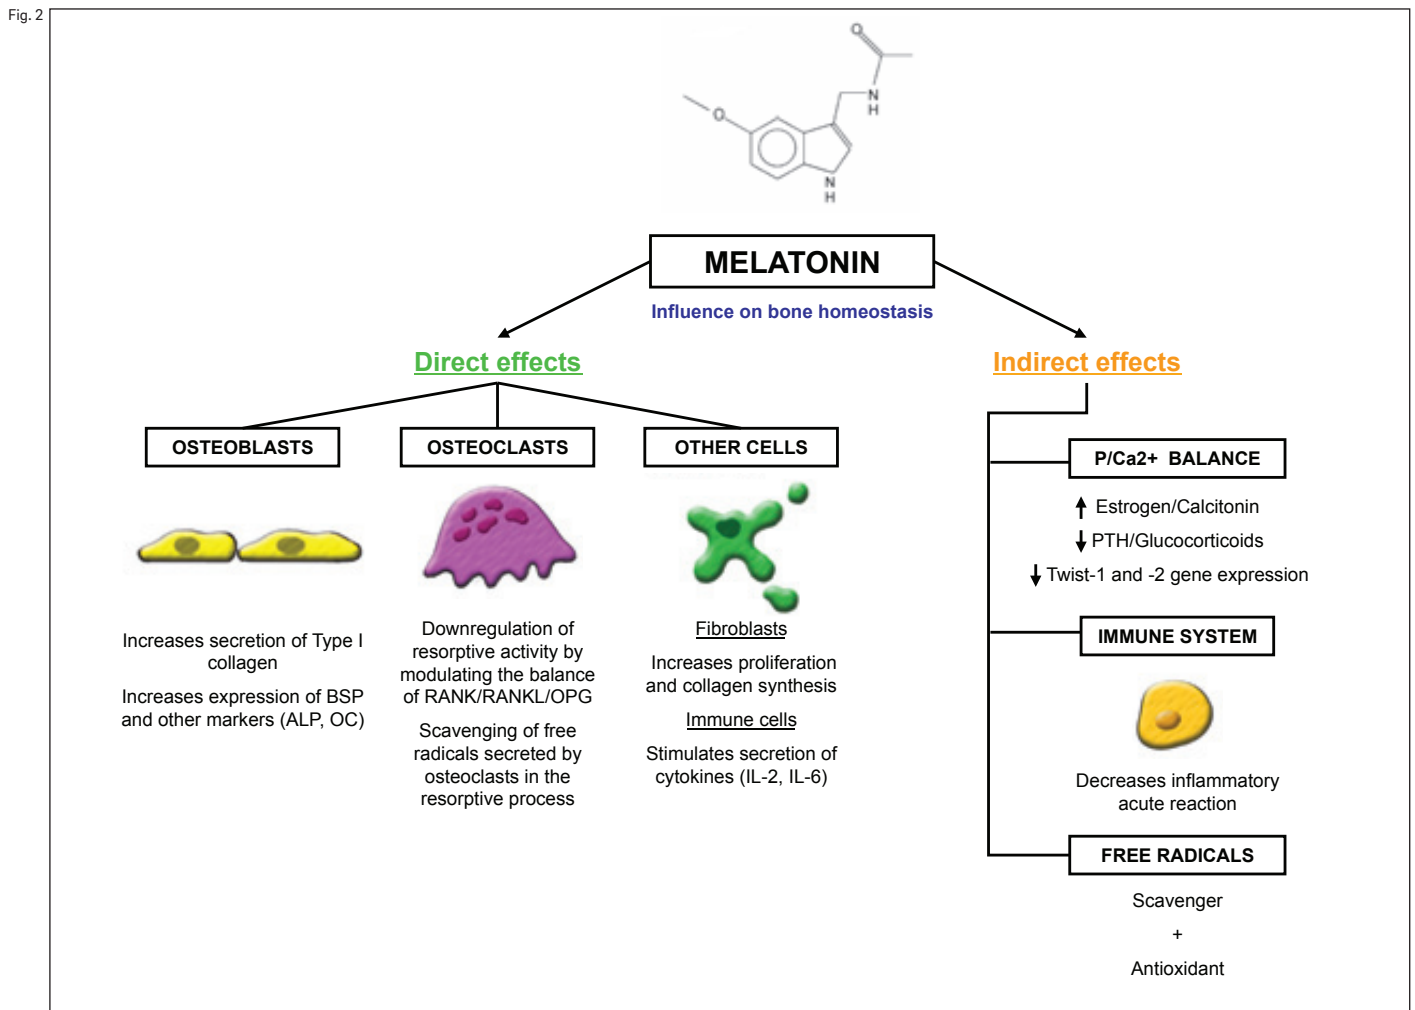 Fig. 2
O
O
N
H
N
H
MELATONIN
Influence on bone homeostasis
Direct effects
Indirect effects
OSTEOBLASTS
OSTEOCLASTS
OTHER CELLS
Increases secretion of Type I
collagen
Increases expression of BSP
and other markers (ALP, OC)
Downregulation of
resorptive activity by
modulating the balance
of RANK/RANKL/OPG
Scavenging of free
radicals secreted by
osteoclasts in the
resorptive process
Fibroblasts
Increases proliferation
and collagen synthesis
Immune cells
Stimulates secretion of
cytokines (IL-2, IL-6)
P/Ca2+ BALANCE
Estrogen/Calcitonin
PTH/Glucocorticoids
Twist-1 and -2 gene expression
IMMUNE SYSTEM
Decreases inflammatory
acute reaction
FREE RADICALS
Scavenger
+
Antioxidant